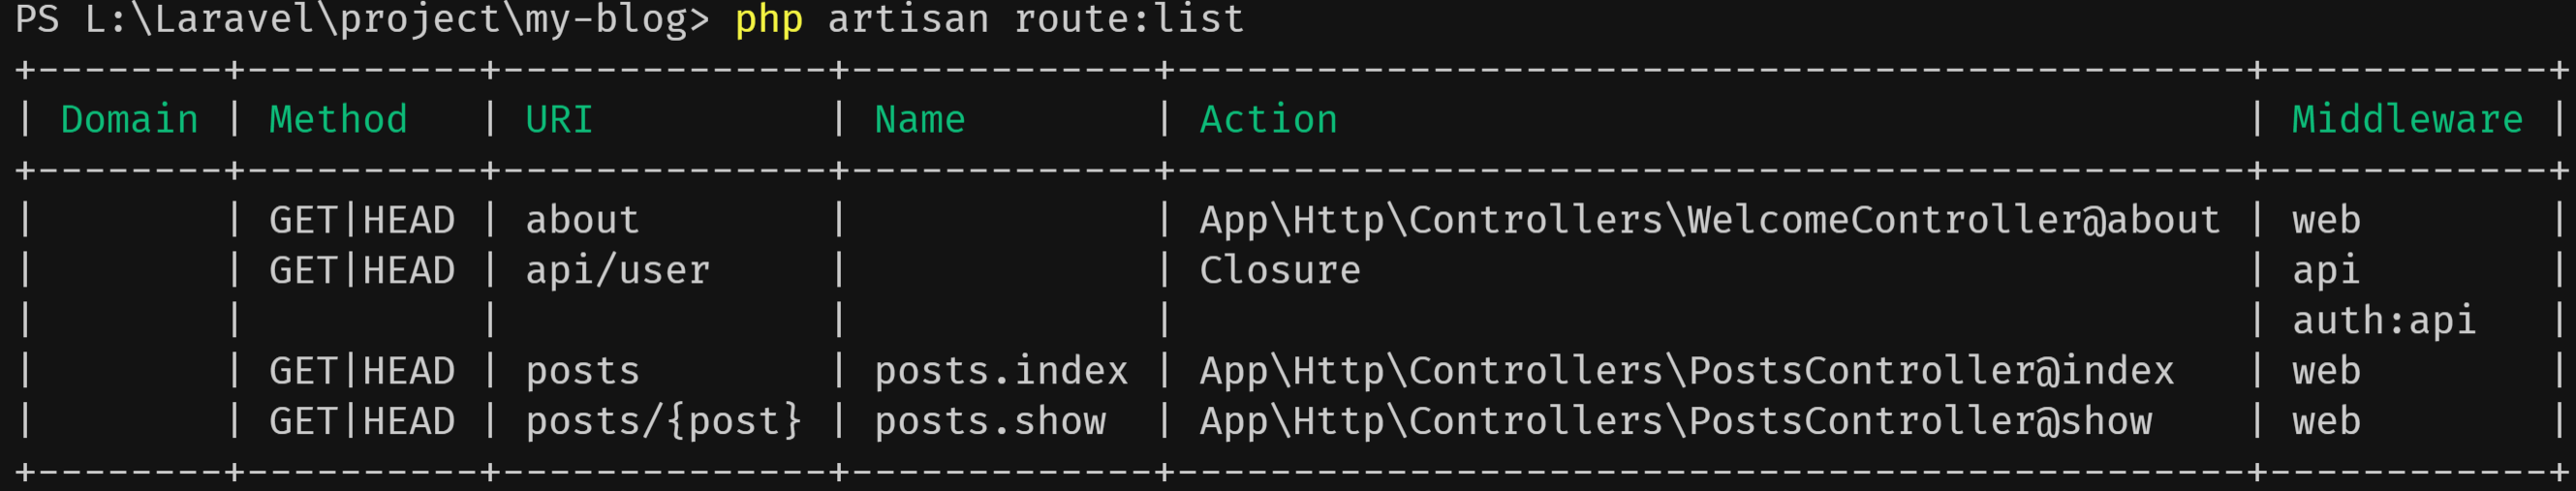 PS L:\Laravel\project\my-blog> php artisan route:list
+--------+----------+--------------+-------------+----------------------------------------------+------------+
| Domain | Method   | URI          | Name        | Action                                       | Middleware |
+--------+----------+--------------+-------------+----------------------------------------------+------------+
|        | GET|HEAD | about        |             | App\Http\Controllers\WelcomeController@about | web        |
|        | GET|HEAD | api/user     |             | Closure                                      | api        |
|        |          |              |             |                                              | auth:api   |
|        | GET|HEAD | posts        | posts.index | App\Http\Controllers\PostsController@index   | web        |
|        | GET|HEAD | posts/{post} | posts.show  | App\Http\Controllers\PostsController@show    | web        |
+--------+----------+--------------+-------------+----------------------------------------------+------------+